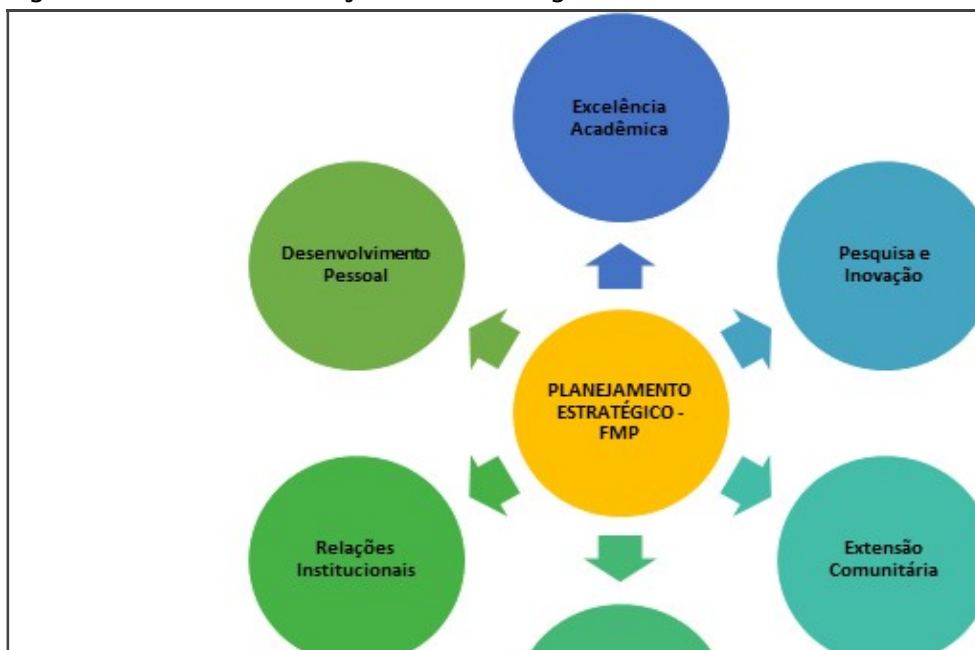 Excelência
Acadêmica
Desenvolvimento
Pessoal
Pesquisa e
Inovação
PLANEJAMENTO
ESTRATÉGICO -
FMP
Relações
Institucionais
Extensão
Comunitária